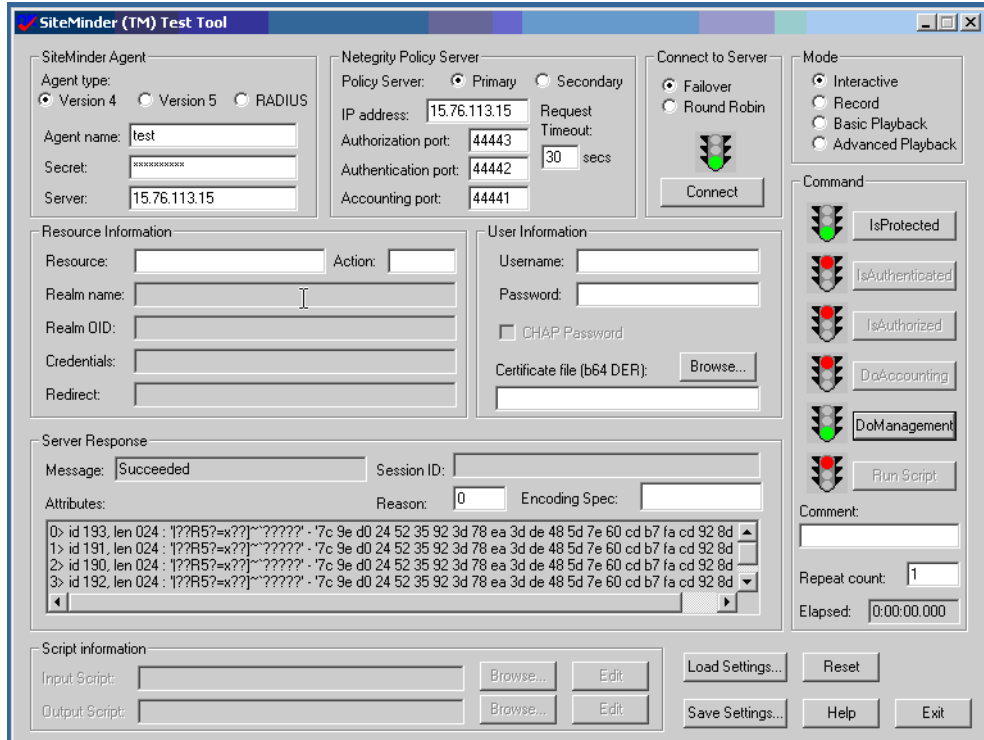 SiteMinder (TM) Test Tool
SiteMinder Agent
Agent type:
Version 4 Version 5 RADIUS
Agent name: test
Secret: **********
Server: 15.76.113.15
Netegrity Policy Server
Policy Server: Primary Secondary
IP address: 15.76.113.15
Authorization port: 44443
Authentication port: 44442
Accounting port: 44441
Request
Timeout:
30 secs
Connect to Server
Failover
Round Robin
Connect
Mode
Interactive
Record
Basic Playback
Advanced Playback
Resource Information
Resource: Action:
Realm name:
Realm OID:
Credentials:
Redirect:
User Information
Username:
Password:
CHAP Password
Certificate file (b64 DER): Browse...
Command
IsProtected
IsAuthenticated
IsAuthorized
DoAccounting
DoManagement
Run Script
Comment:
Repeat count: 1
Elapsed: 0:00:00.000
Server Response
Message: Succeeded Session ID:
Attributes: Reason: 0 Encoding Spec:
0> id 193, len 024 : '|??R5?=x??]~`?????' - '7c 9e d0 24 52 35 92 3d 78 ea 3d de 48 5d 7e 60 cd b7 fa cd 92 8d
1> id 191, len 024 : '|??R5?=x??]~`?????' - '7c 9e d0 24 52 35 92 3d 78 ea 3d de 48 5d 7e 60 cd b7 fa cd 92 8d
2> id 190, len 024 : '|??R5?=x??]~`?????' - '7c 9e d0 24 52 35 92 3d 78 ea 3d de 48 5d 7e 60 cd b7 fa cd 92 8d
3> id 192, len 024 : '|??R5?=x??]~`?????' - '7c 9e d0 24 52 35 92 3d 78 ea 3d de 48 5d 7e 60 cd b7 fa cd 92 8d
Script information
Input Script: Browse... Edit
Output Script: Browse... Edit
Load Settings... Reset
Save Settings... Help Exit